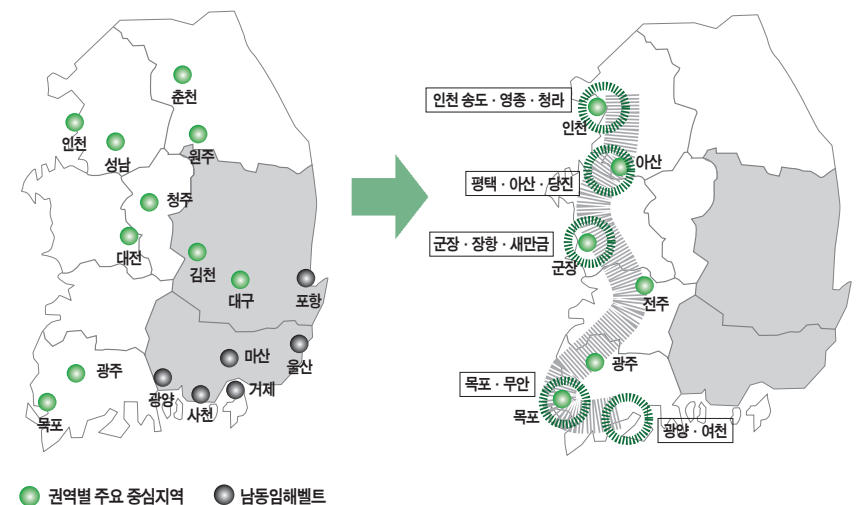 춘천
인천
성남
원주
청주
대전
김천
대구
포항
마산
울산
광주
광양
거제
사천
목포
인천 송도 · 영종 · 청라
인천
아산
평택 · 아산 · 당진
군장 · 장항 · 새만금
군장
전주
광주
목포 · 무안
목포
광양 · 여천
권역별 주요 중심지역
남동임해벨트